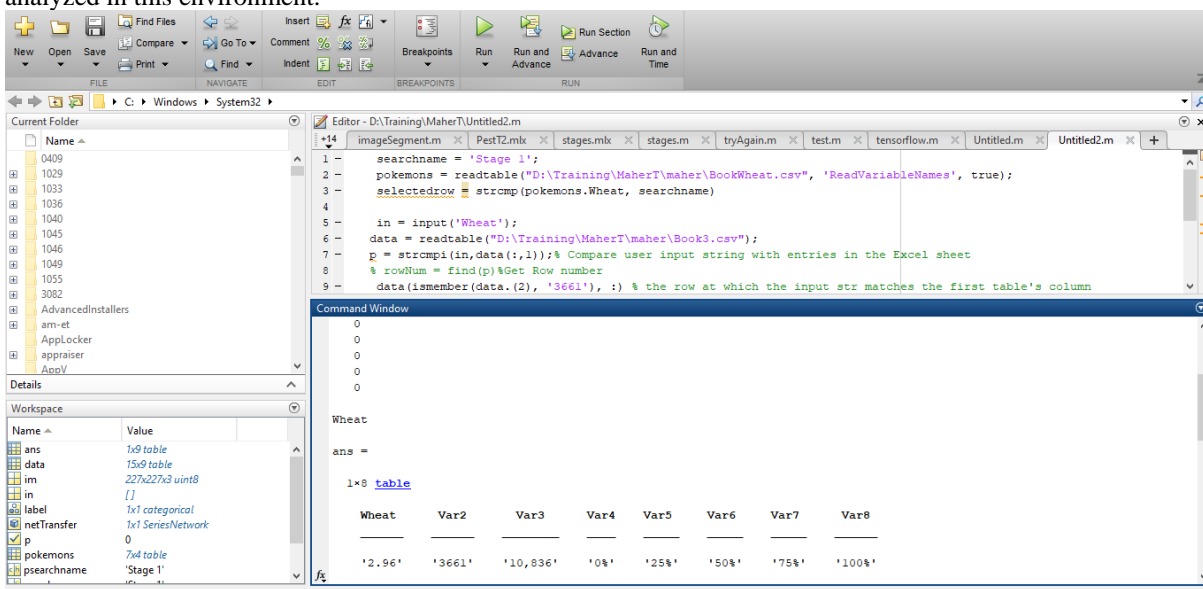 analyzed in this environment.
Find Files Insert fx
New Open Save Compare Go To Comment Breakpoints Run Run and Advance Run Section Advance Run and Time
Print Find Indent
FILE NAVIGATE EDIT BREAKPOINTS RUN
C: Windows System32
Current Folder
Name
0409
1029
1033
1036
1040
1045
1046
1049
1055
3082
AdvancedInstallers
am-et
AppLocker
appraiser
AppV
Details
Workspace
Name Value
ans 1x9 table
data 15x9 table
im 227x227x3 uint8
in []
label 1x1 categorical
netTransfer 1x1 SeriesNetwork
p 0
pokemons 7x4 table
psearchname 'Stage 1'
Editor - D:\Training\MaherT\Untitled2.m
+14 imageSegment.m PestT2.mlx stages.mlx stages.m tryAgain.m test.m tensorflow.m Untitled.m Untitled2.m +
1 - searchname = 'Stage 1';
2 - pokemons = readtable("D:\Training\MaherT\BookWheat.csv", 'ReadVariableNames', true);
3 - selectedrow = strcmp(pokemons.Wheat, searchname)
4
5 - in = input('Wheat');
6 - data = readtable("D:\Training\MaherT\maher\Book3.csv");
7 - p = strcmpi(in,data(:,1));% Compare user input string with entries in the Excel sheet
8 % rowNum = find(p)%Get Row number
9 - data(ismember(data.(2), '3661'), :) % the row at which the input str matches the first table's column
Command Window
0
0
0
0
0
Wheat
ans =
1×8 table
Wheat Var2 Var3 Var4 Var5 Var6 Var7 Var8
'2.96' '3661' '10,836' '0%' '25%' '50%' '75%' '100%'
fx